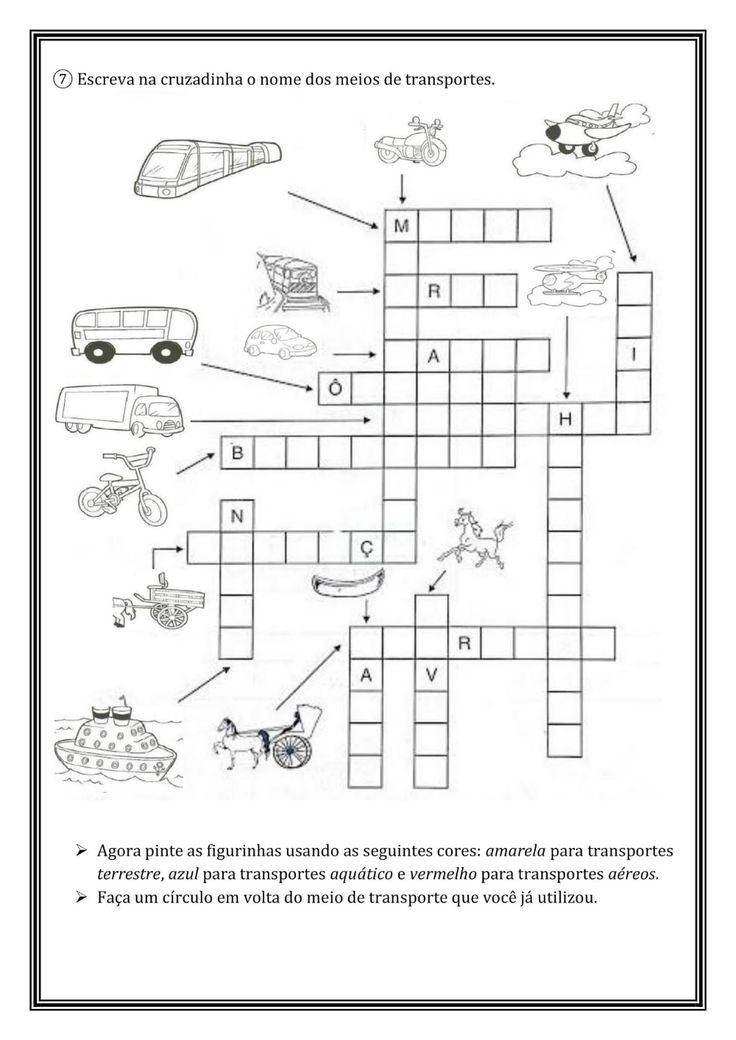 7 Escreva na cruzadinha o nome dos meios de transportes.
M
R
A
I
Ô
H
B
N
Ç
R
A
V
➢ Agora pinte as figurinhas usando as seguintes cores: amarela para transportes
terrestre, azul para transportes aquático e vermelho para transportes aéreos.
➢ Faça um círculo em volta do meio de transporte que você já utilizou.